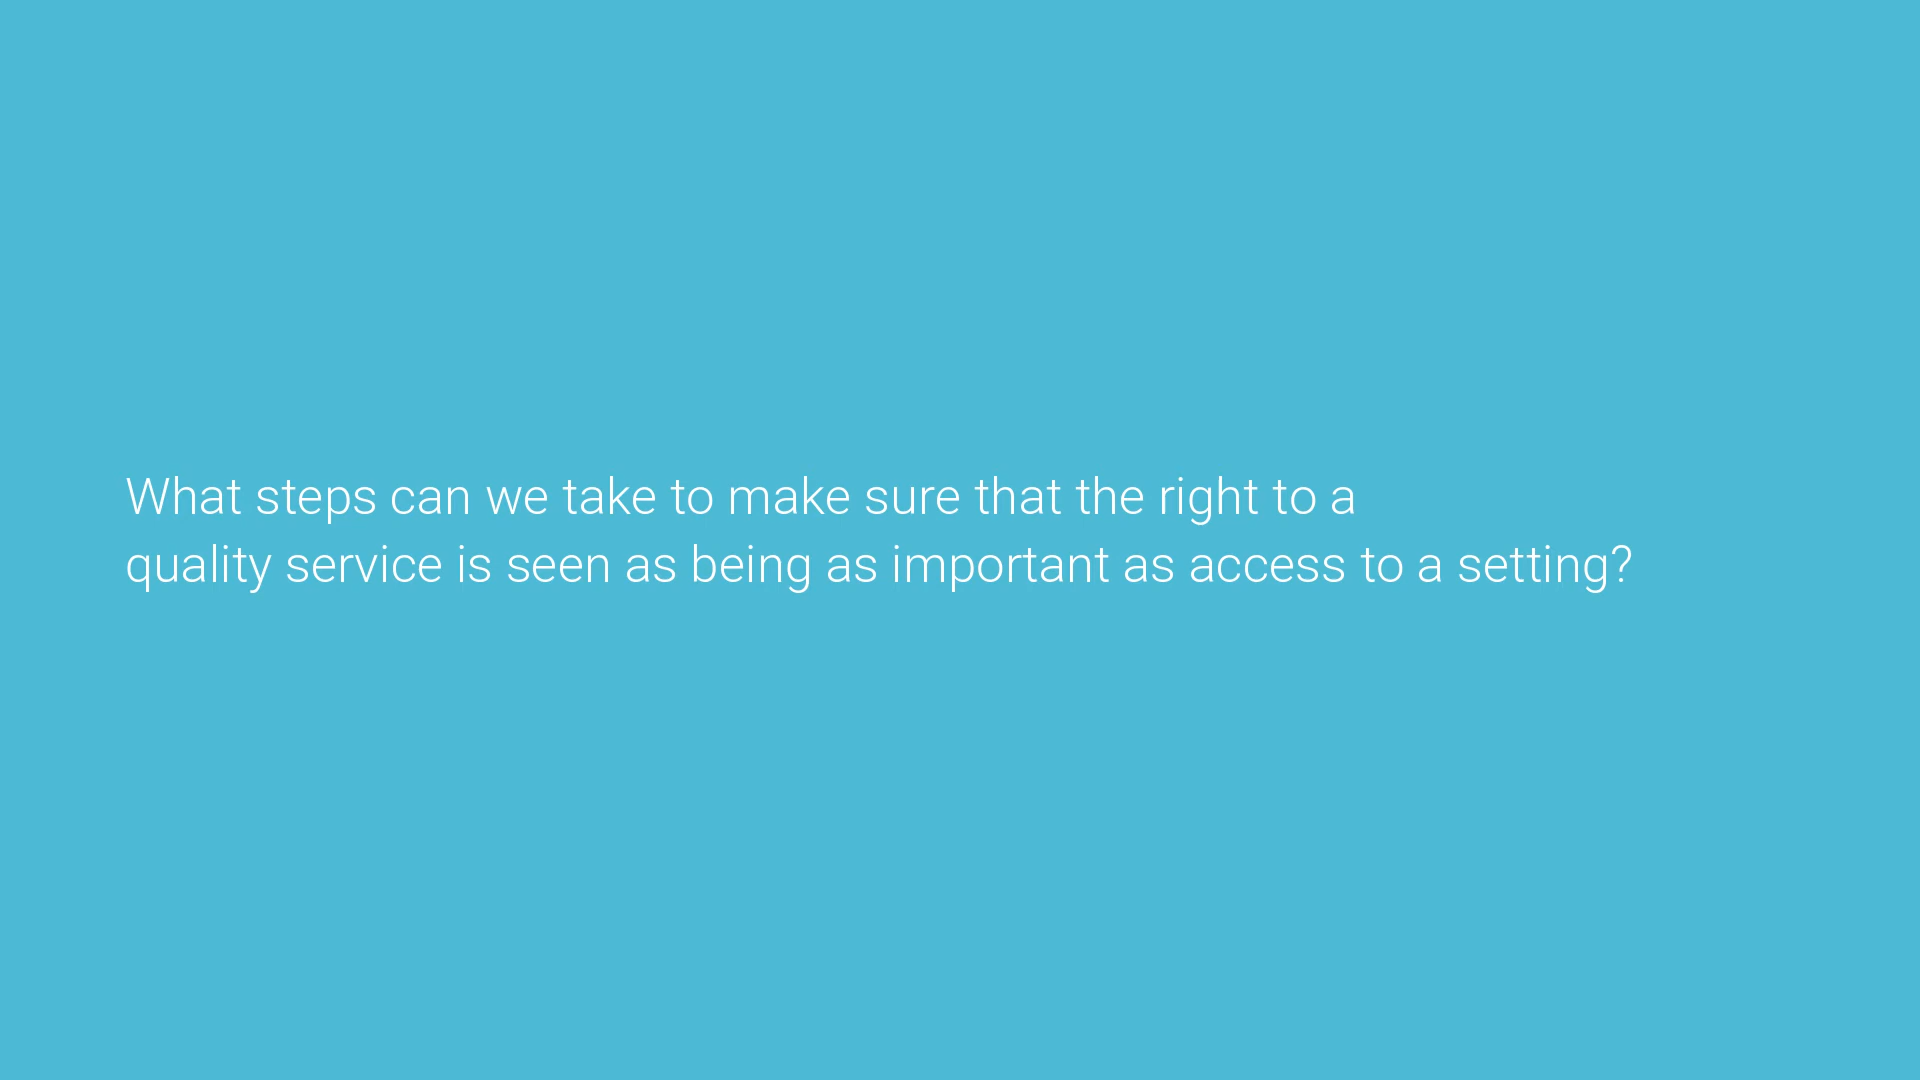 What steps can we take to make sure that the right to a
quality service is seen as being as important as access to a setting?